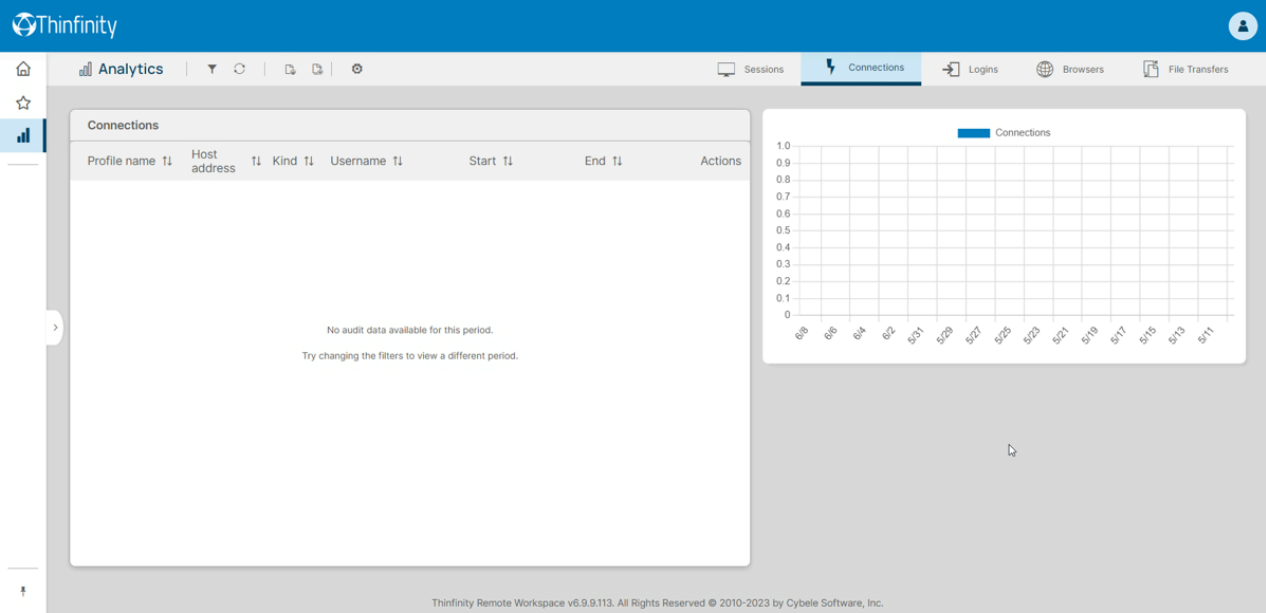 Thinfinity
Analytics
Sessions
Connections
Logins
Browsers
File Transfers
Connections
Profile name
Host
address
Kind
Username
Start
End
Actions
No audit data available for this period.
Try changing the filters to view a different period.
Connections
1.0
0.9
0.8
0.7
0.6
0.5
0.4
0.3
0.2
0.1
0
6/8 6/6 6/4 6/2 5/31 5/29 5/27 5/25 5/23 5/21 5/19 5/17 5/15 5/13 5/11
Thinfinity Remote Workspace v6.9.9.113. All Rights Reserved © 2010-2023 by Cybele Software, Inc.